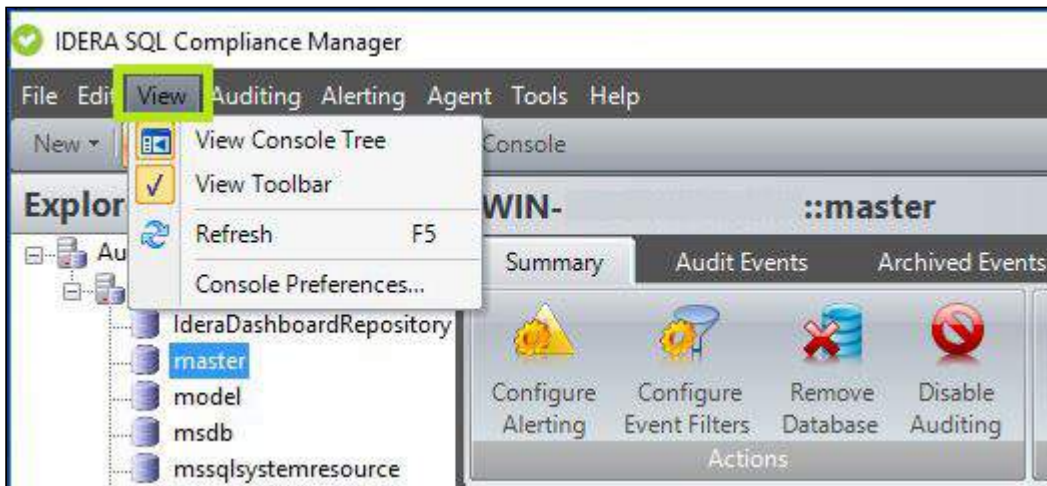 IDERA SQL Compliance Manager
File Edi View Auditing Alerting Agent Tools Help
New Console
View Console Tree
View Toolbar
Refresh F5
Console Preferences...
Explor
Au
IderaDashboardRepository
master
model
msdb
mssqlsystemresource
WIN- ::master
Summary Audit Events Archived Events
Configure Alerting
Configure Event Filters
Remove Database
Disable Auditing
Actions